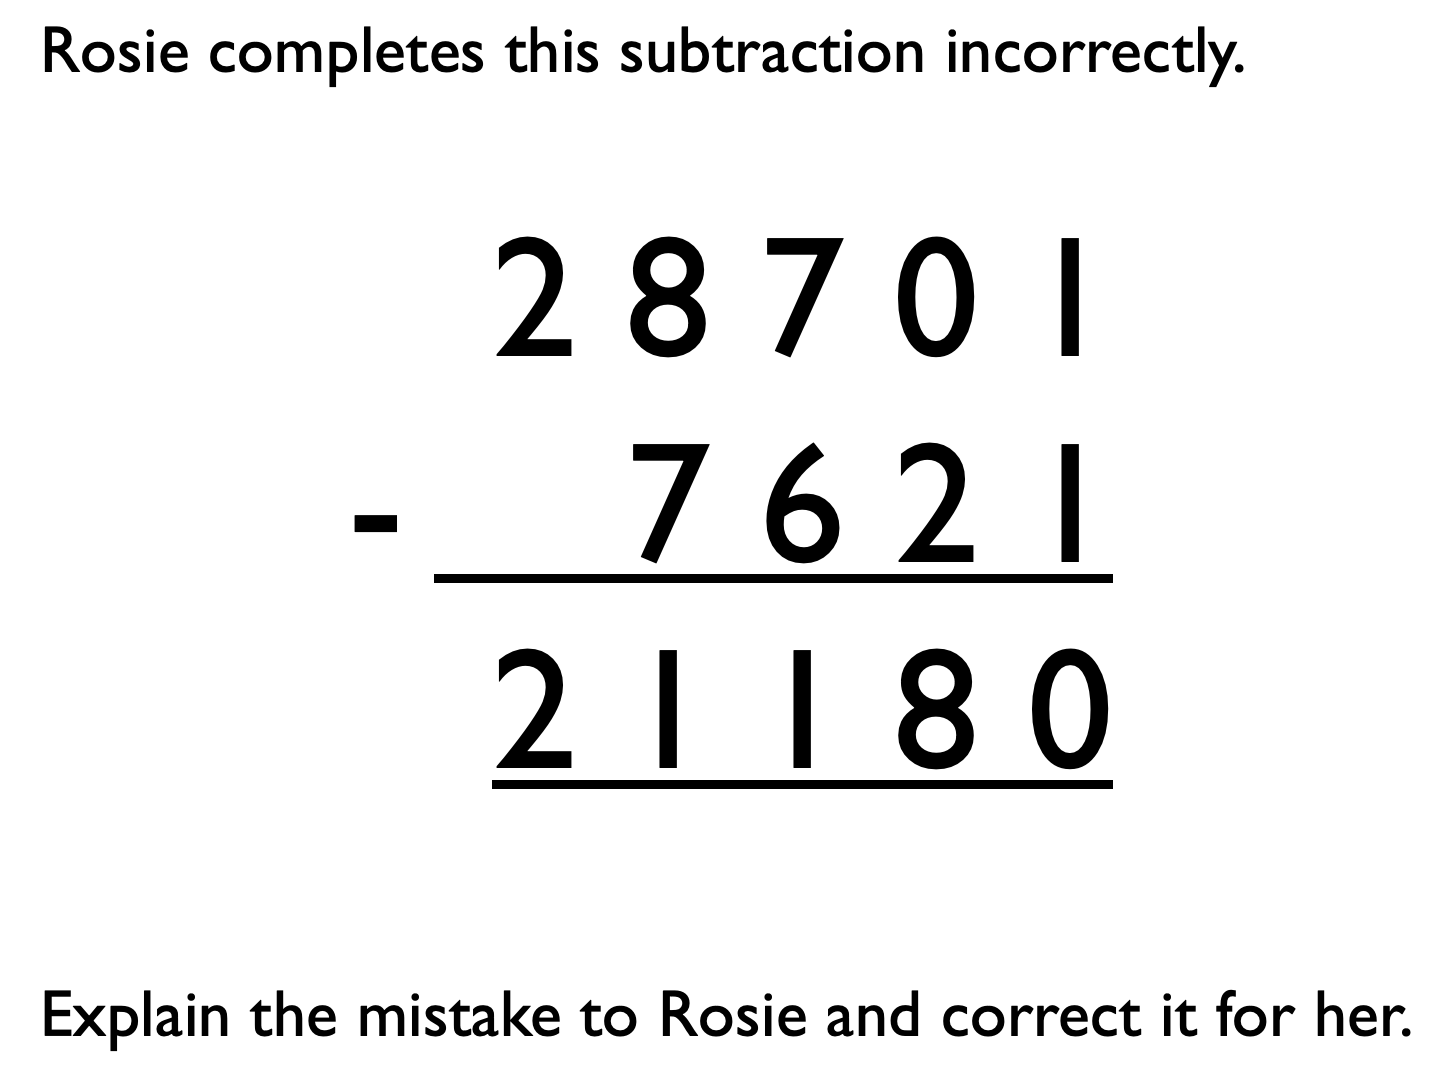 Rosie completes this subtraction incorrectly.
2 8 7 0 1
- 7 6 2 1
2 1 1 8 0
Explain the mistake to Rosie and correct it for her.